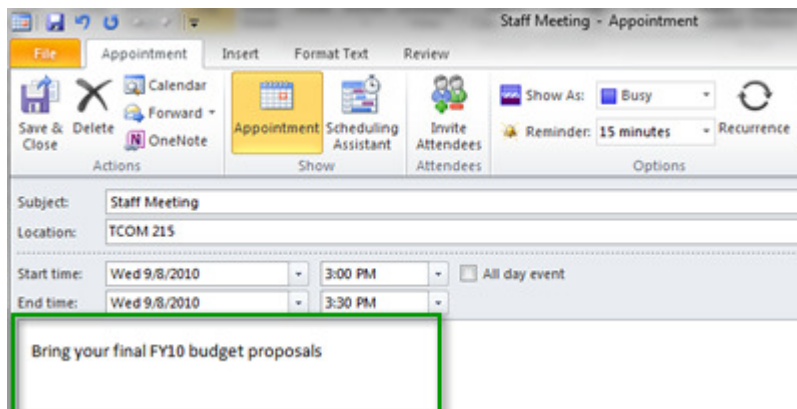 Staff Meeting - Appointment
File Appointment Insert Format Text Review
Save & Close
Delete
Calendar
Forward
OneNote
Actions
Appointment
Scheduling Assistant
Show
Invite Attendees
Attendees
Show As: Busy
Reminder: 15 minutes
Recurrence
Options
Subject: Staff Meeting
Location: TCOM 215
Start time: Wed 9/8/2010 3:00 PM All day event
End time: Wed 9/8/2010 3:30 PM
Bring your final FY10 budget proposals